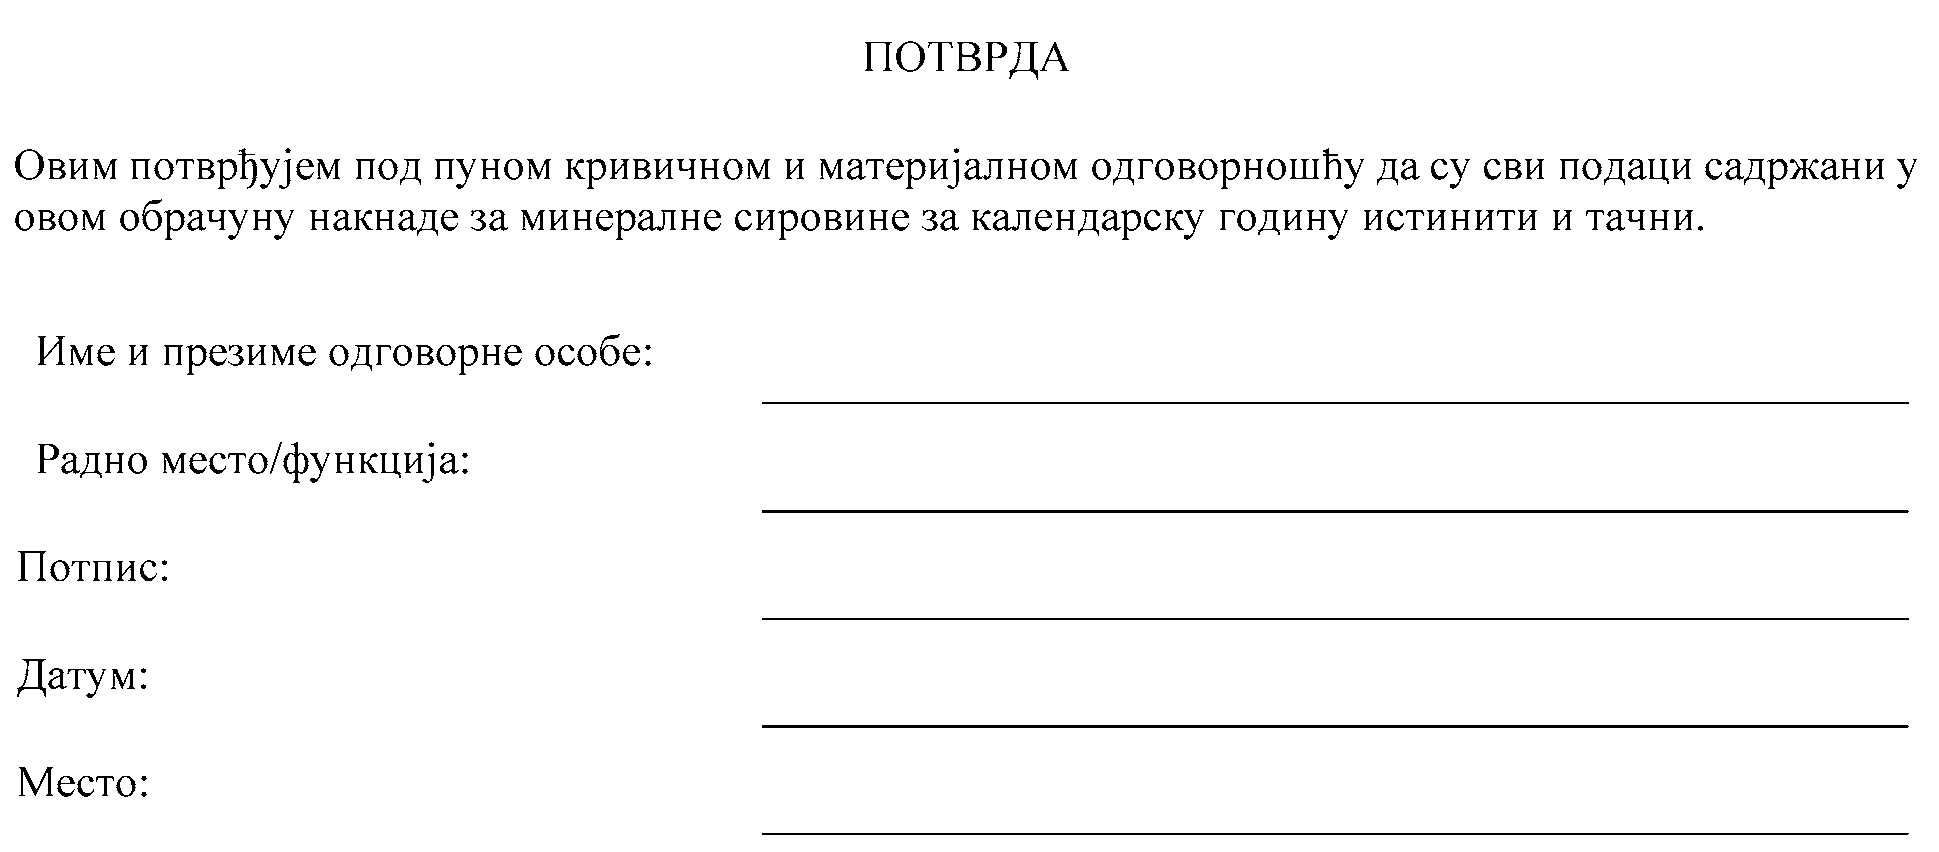 ПОТВРДА
Овим потврђујем под пуном кривичном и материјалном одговорношћу да су сви подаци садржани у
овом обрачуну накнаде за минералне сировине за календарску годину истинити и тачни.
Име и презиме одговорне особе:
Радно место/функција:
Потпис:
Датум:
Место: